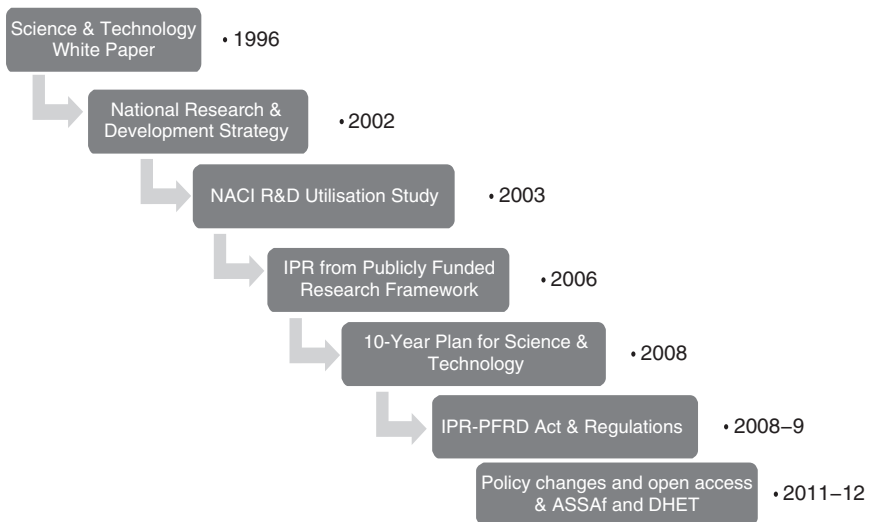 Science & Technology
White Paper
• 1996
National Research &
Development Strategy
• 2002
NACI R&D Utilisation Study
• 2003
IPR from Publicly Funded
Research Framework
• 2006
10-Year Plan for Science &
Technology
• 2008
IPR-PFRD Act & Regulations
• 2008–9
Policy changes and open access
& ASSAf and DHET
• 2011–12